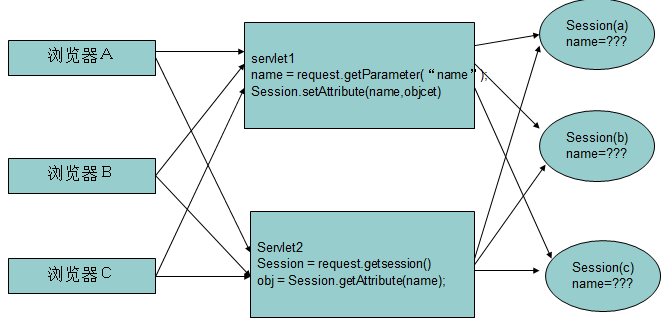 浏览器A
浏览器B
浏览器C
servlet1
name = request.getParameter(“name”);
Session.setAttribute(name,objcet)
Servlet2
Session = request.getsession()
obj = Session.getAttribute(name);
Session(a)
name=???
Session(b)
name=???
Session(c)
name=???